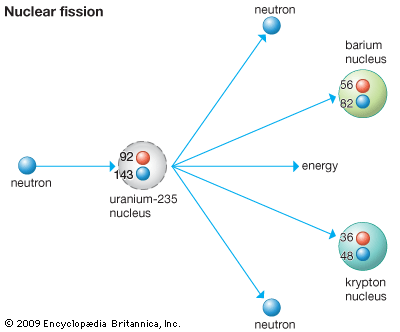 Nuclear fission
neutron
barium
nucleus
56
82
92
143
neutron
uranium-235
nucleus
energy
36
48
krypton
nucleus
neutron
© 2009 Encyclopædia Britannica, Inc.